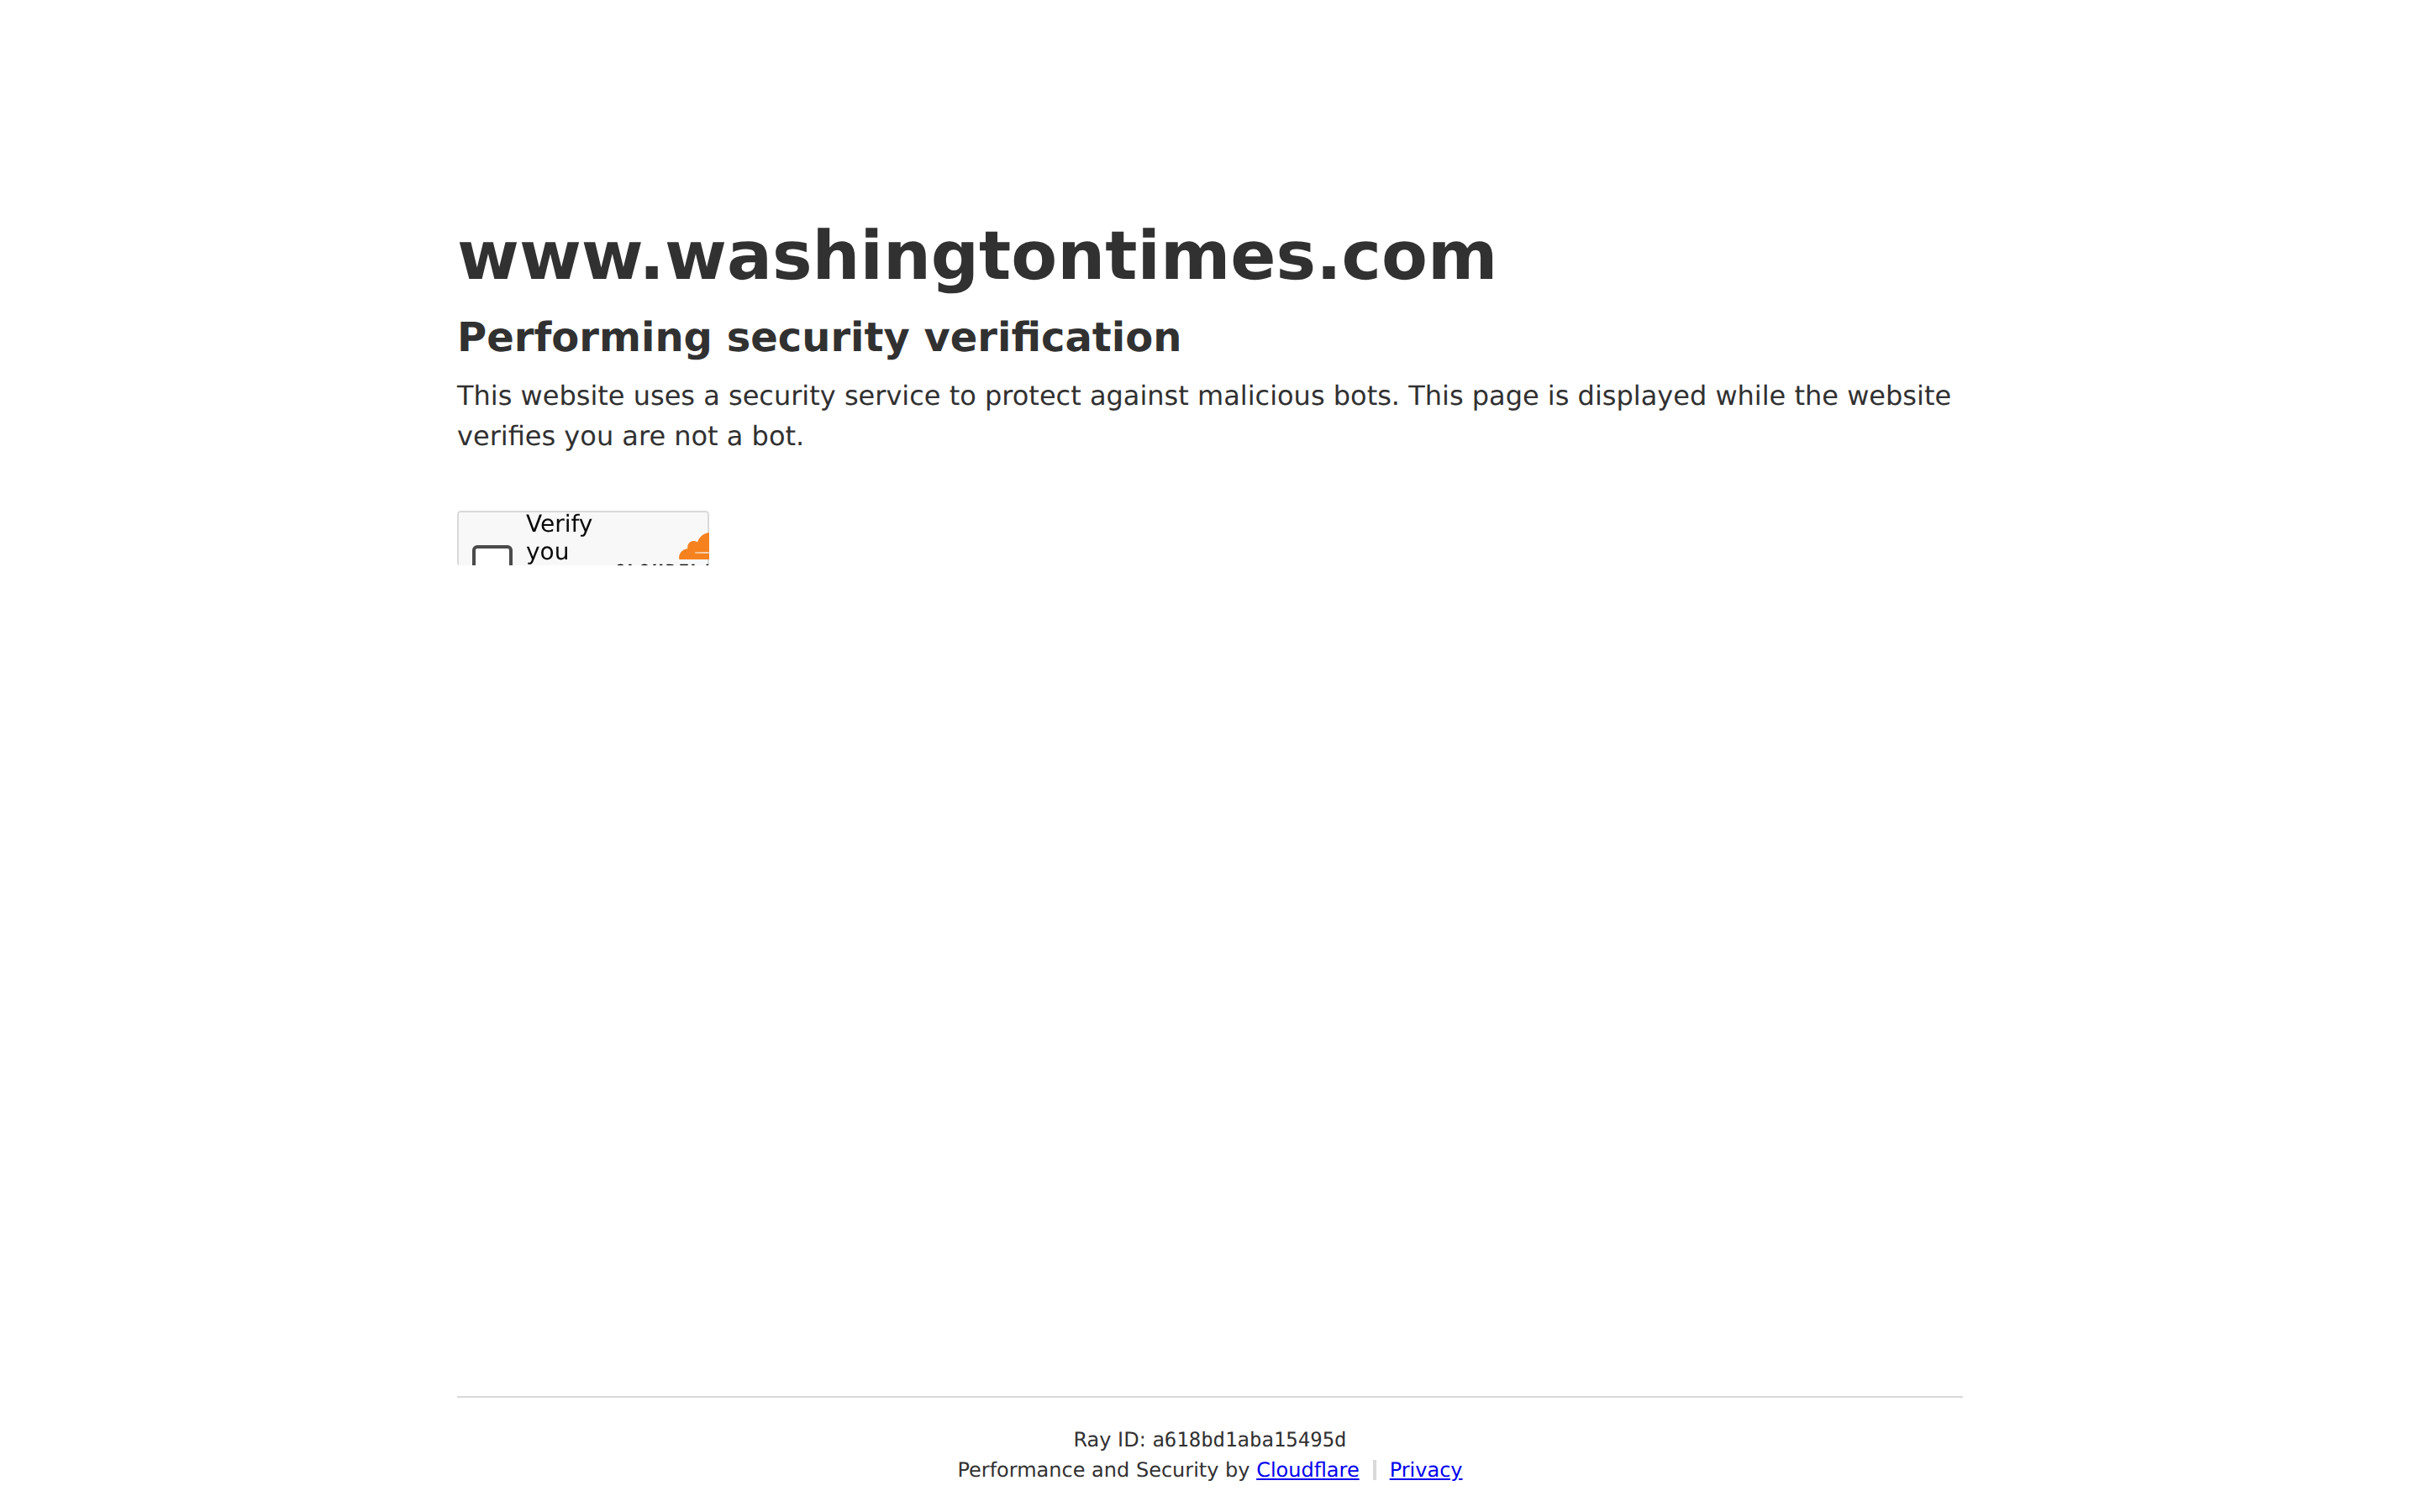 www.washingtontimes.com
Performing security verification
This website uses a security service to protect against malicious bots. This page is displayed while the website
verifies you are not a bot.
Verify
you
Ray ID: a618bd1aba15495d
Performance and Security by Cloudflare | Privacy